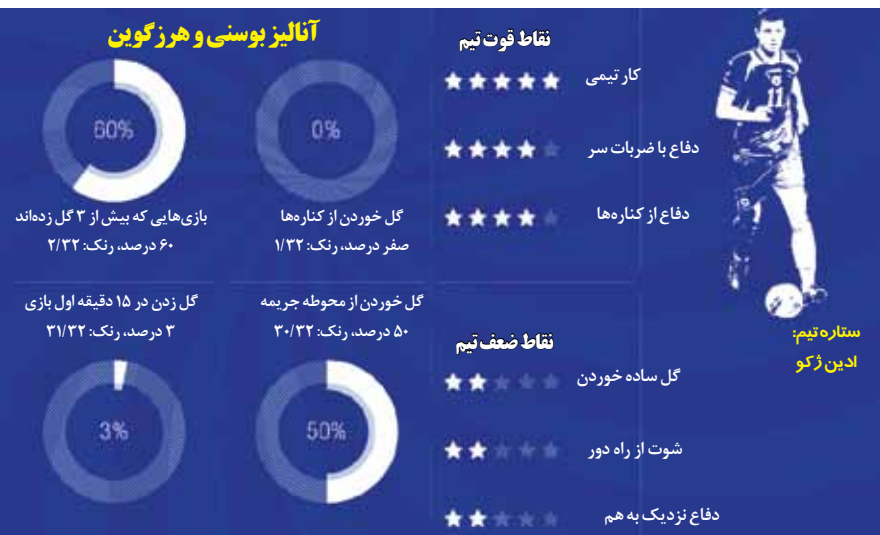 آنالیز بوسنی و هرزگوین
نقاط قوت تیم
کار تیمی
دفاع با ضربات سر
دفاع از کناره‌ها
11
ستاره تیم:
ادین ژکو
نقاط ضعف تیم
گل ساده خوردن
شوت از راه دور
دفاع نزدیک به هم
0%
گل خوردن از کناره‌ها
صفر درصد، رنک: ۱/۳۲
60%
بازی‌هایی که بیش از ۳ گل زده‌اند
۶۰ درصد، رنک: ۲/۳۲
گل خوردن از محوطه جریمه
۵۰ درصد، رنک: ۳۰/۳۲
50%
گل زدن در ۱۵ دقیقه اول بازی
۳ درصد، رنک: ۳۱/۳۲
3%